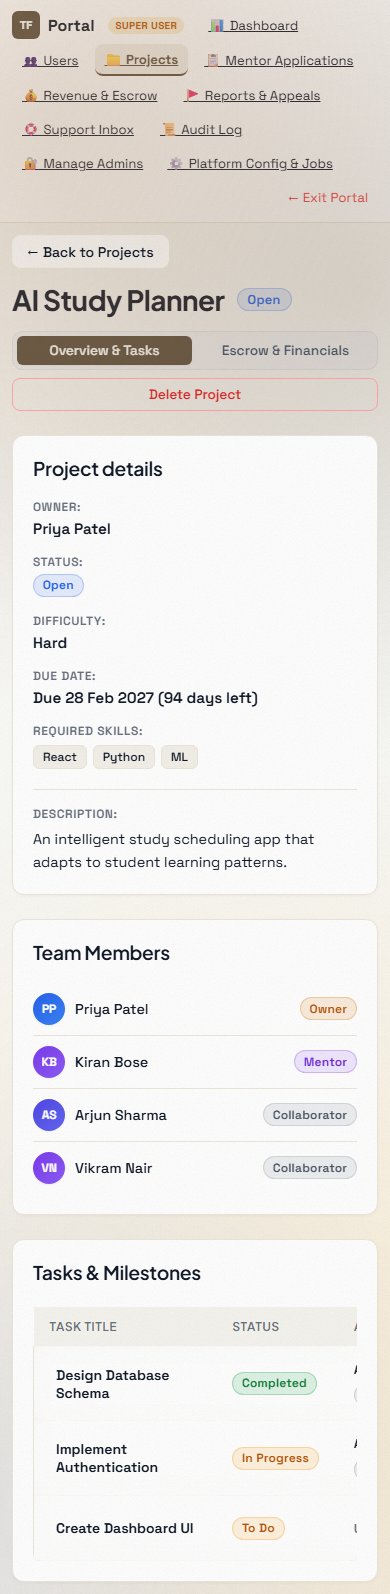 TF Portal SUPER USER Dashboard
Users Projects Mentor Applications
Revenue & Escrow Reports & Appeals
Support Inbox Audit Log
Manage Admins Platform Config & Jobs
← Exit Portal
← Back to Projects
AI Study Planner Open
Overview & Tasks Escrow & Financials
Delete Project
Project details
OWNER:
Priya Patel
STATUS:
Open
DIFFICULTY:
Hard
DUE DATE:
Due 28 Feb 2027 (94 days left)
REQUIRED SKILLS:
React Python ML
DESCRIPTION:
An intelligent study scheduling app that
adapts to student learning patterns.
Team Members
PP Priya Patel Owner
KB Kiran Bose Mentor
AS Arjun Sharma Collaborator
VN Vikram Nair Collaborator
Tasks & Milestones
TASK TITLE STATUS
Design Database
Schema
Completed
Implement
Authentication
In Progress
Create Dashboard UI To Do